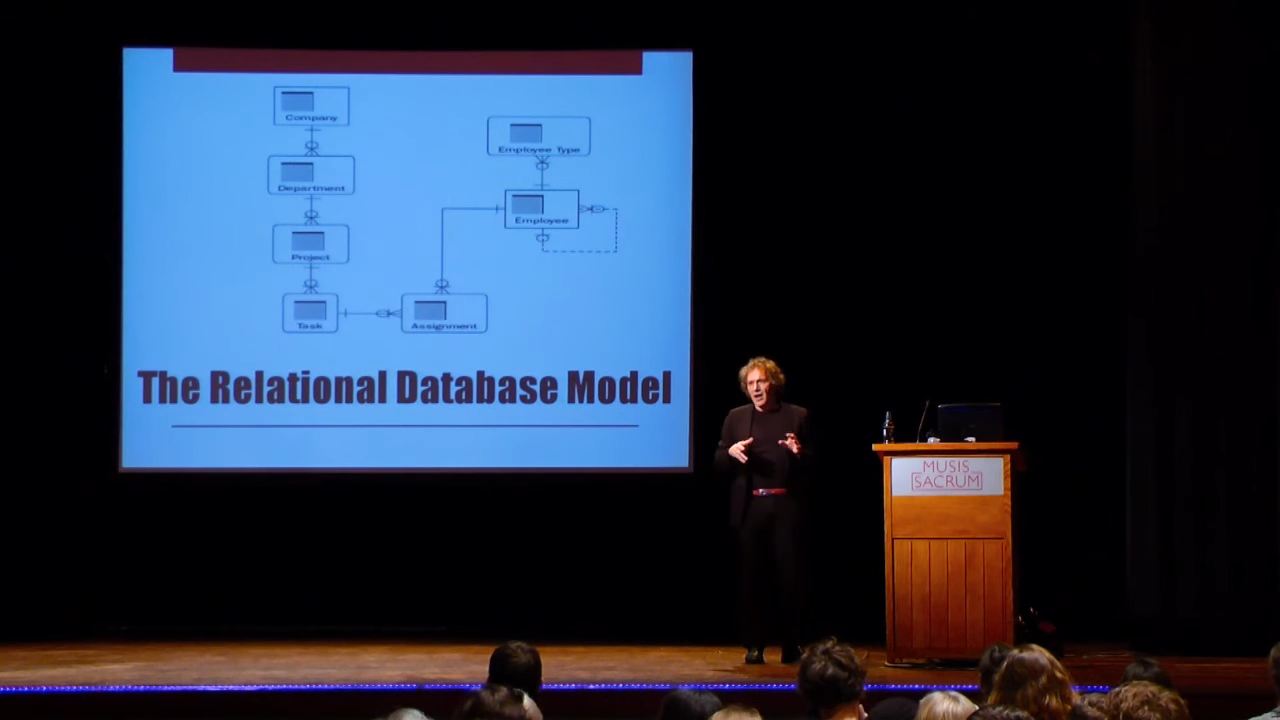 Company
Employee Type
Department
Employee
Project
Task
Assignment
The Relational Database Model
MUSIS
SACRUM